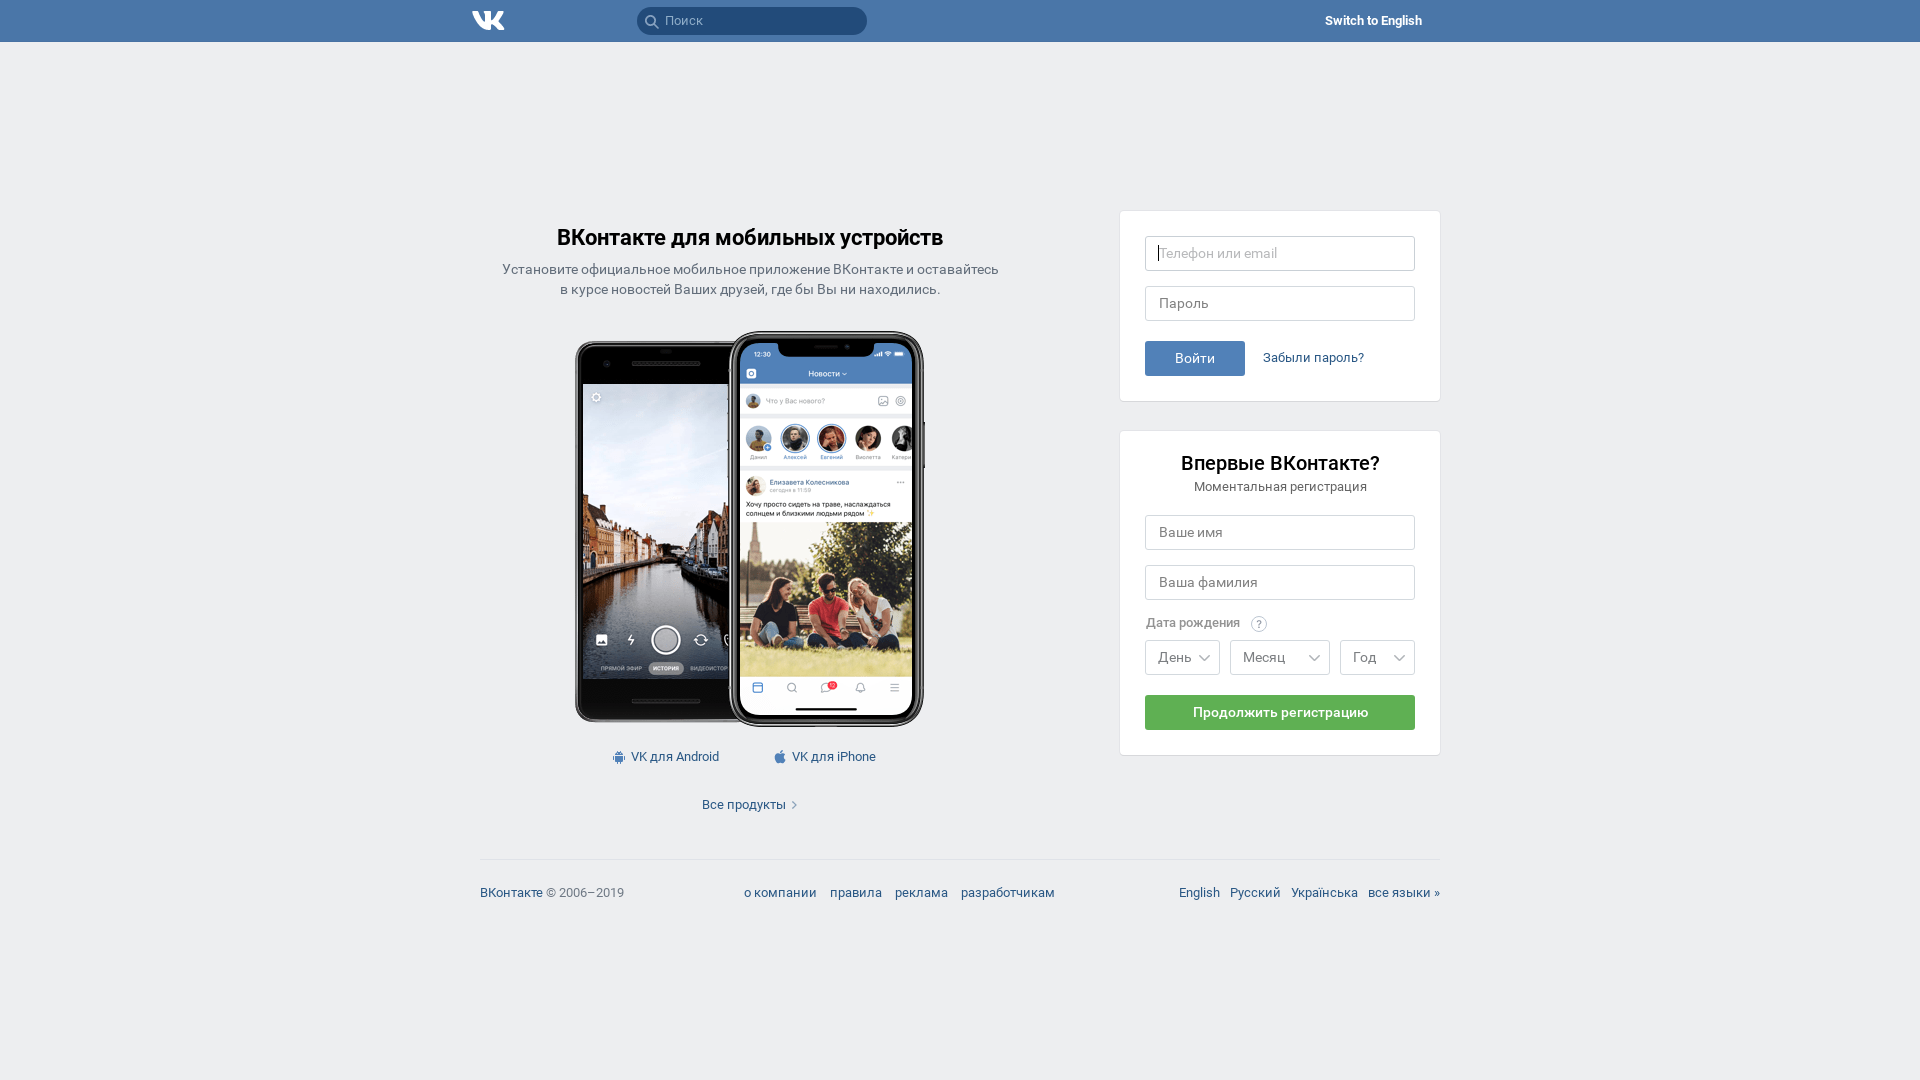 Поиск
Switch to English
ВКонтакте для мобильных устройств
Установите официальное мобильное приложение ВКонтакте и оставайтесь
в курсе новостей Ваших друзей, где бы Вы ни находились.
12:30
Новости
Что у Вас нового?
Данил Алексей Евгений Виолетта Катери
Елизавета Колесникова
сегодня в 11:59
Хочу просто сидеть на траве, наслаждаться
солнцем и близкими людьми рядом ✨
ПРЯМОЙ ЭФИР ИСТОРИЯ ВИДЕОИСТОР
VK для Android
VK для iPhone
Все продукты
Телефон или email
Пароль
Войти
Забыли пароль?
Впервые ВКонтакте?
Моментальная регистрация
Ваше имя
Ваша фамилия
Дата рождения ?
День Месяц Год
Продолжить регистрацию
ВКонтакте © 2006–2019
о компании правила реклама разработчикам
English Русский Українська все языки »